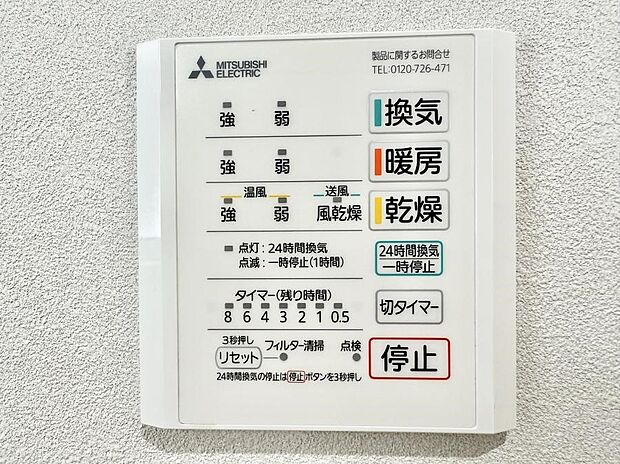 MITSUBISHI
ELECTRIC
製品に関するお問合せ
TEL:0120-726-471
強 弱 換気
強 弱 暖房
温風 送風
強 弱 風乾燥 乾燥
点灯：24時間換気
点滅：一時停止(1時間)
24時間換気
一時停止
タイマー(残り時間)
8 6 4 3 2 1 0.5
切タイマー
3秒押し
リセット フィルター清掃 点検
停止
24時間換気の停止は停止ボタンを3秒押し